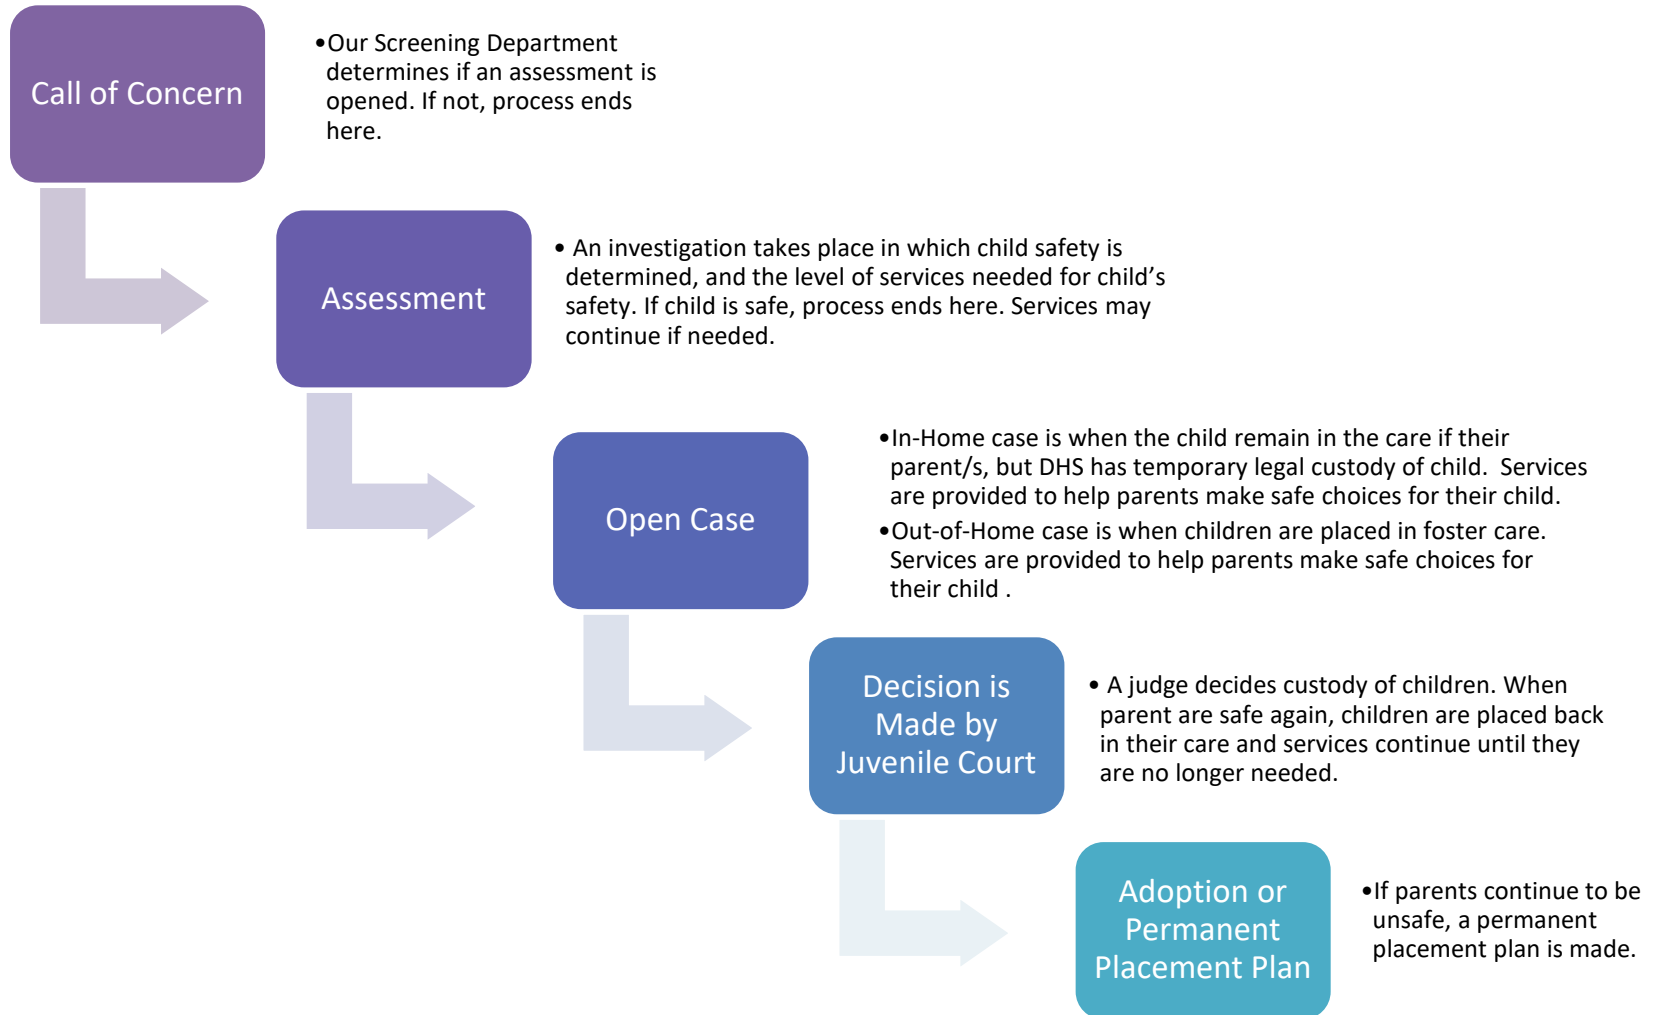 Call of Concern
•Our Screening Department
determines if an assessment is
opened. If not, process ends
here.
Assessment
• An investigation takes place in which child safety is
determined, and the level of services needed for child’s
safety. If child is safe, process ends here. Services may
continue if needed.
Open Case
•In-Home case is when the child remain in the care if their
parent/s, but DHS has temporary legal custody of child.  Services
are provided to help parents make safe choices for their child.
•Out-of-Home case is when children are placed in foster care.
Services are provided to help parents make safe choices for
their child .
Decision is
Made by
Juvenile Court
• A judge decides custody of children. When
parent are safe again, children are placed back
in their care and services continue until they
are no longer needed.
Adoption or
Permanent
Placement Plan
•If parents continue to be
unsafe, a permanent
placement plan is made.